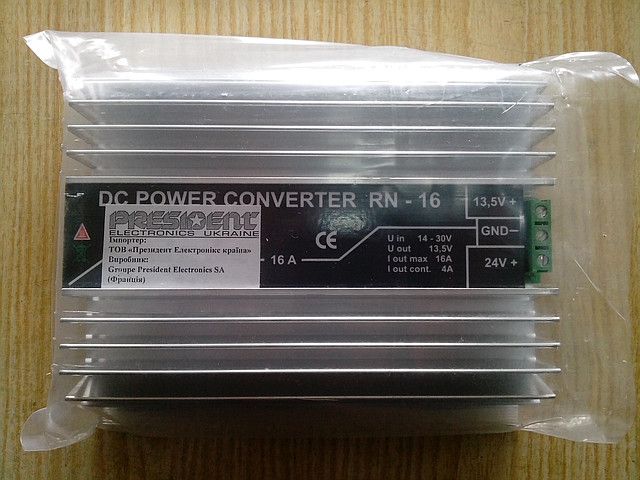 DC POWER CONVERTER RN - 16
PRESIDENT
ELECTRONICS UKRAINE
Імпортер:
ТОВ «Президент Електронікс країна»
Виробник:
Groupe President Electronics SA
(Франція)
- 16 A
CE
U in 14 - 30V
U out 13,5V
I out max 16A
I out cont. 4A
13,5V +
GND−
24V +